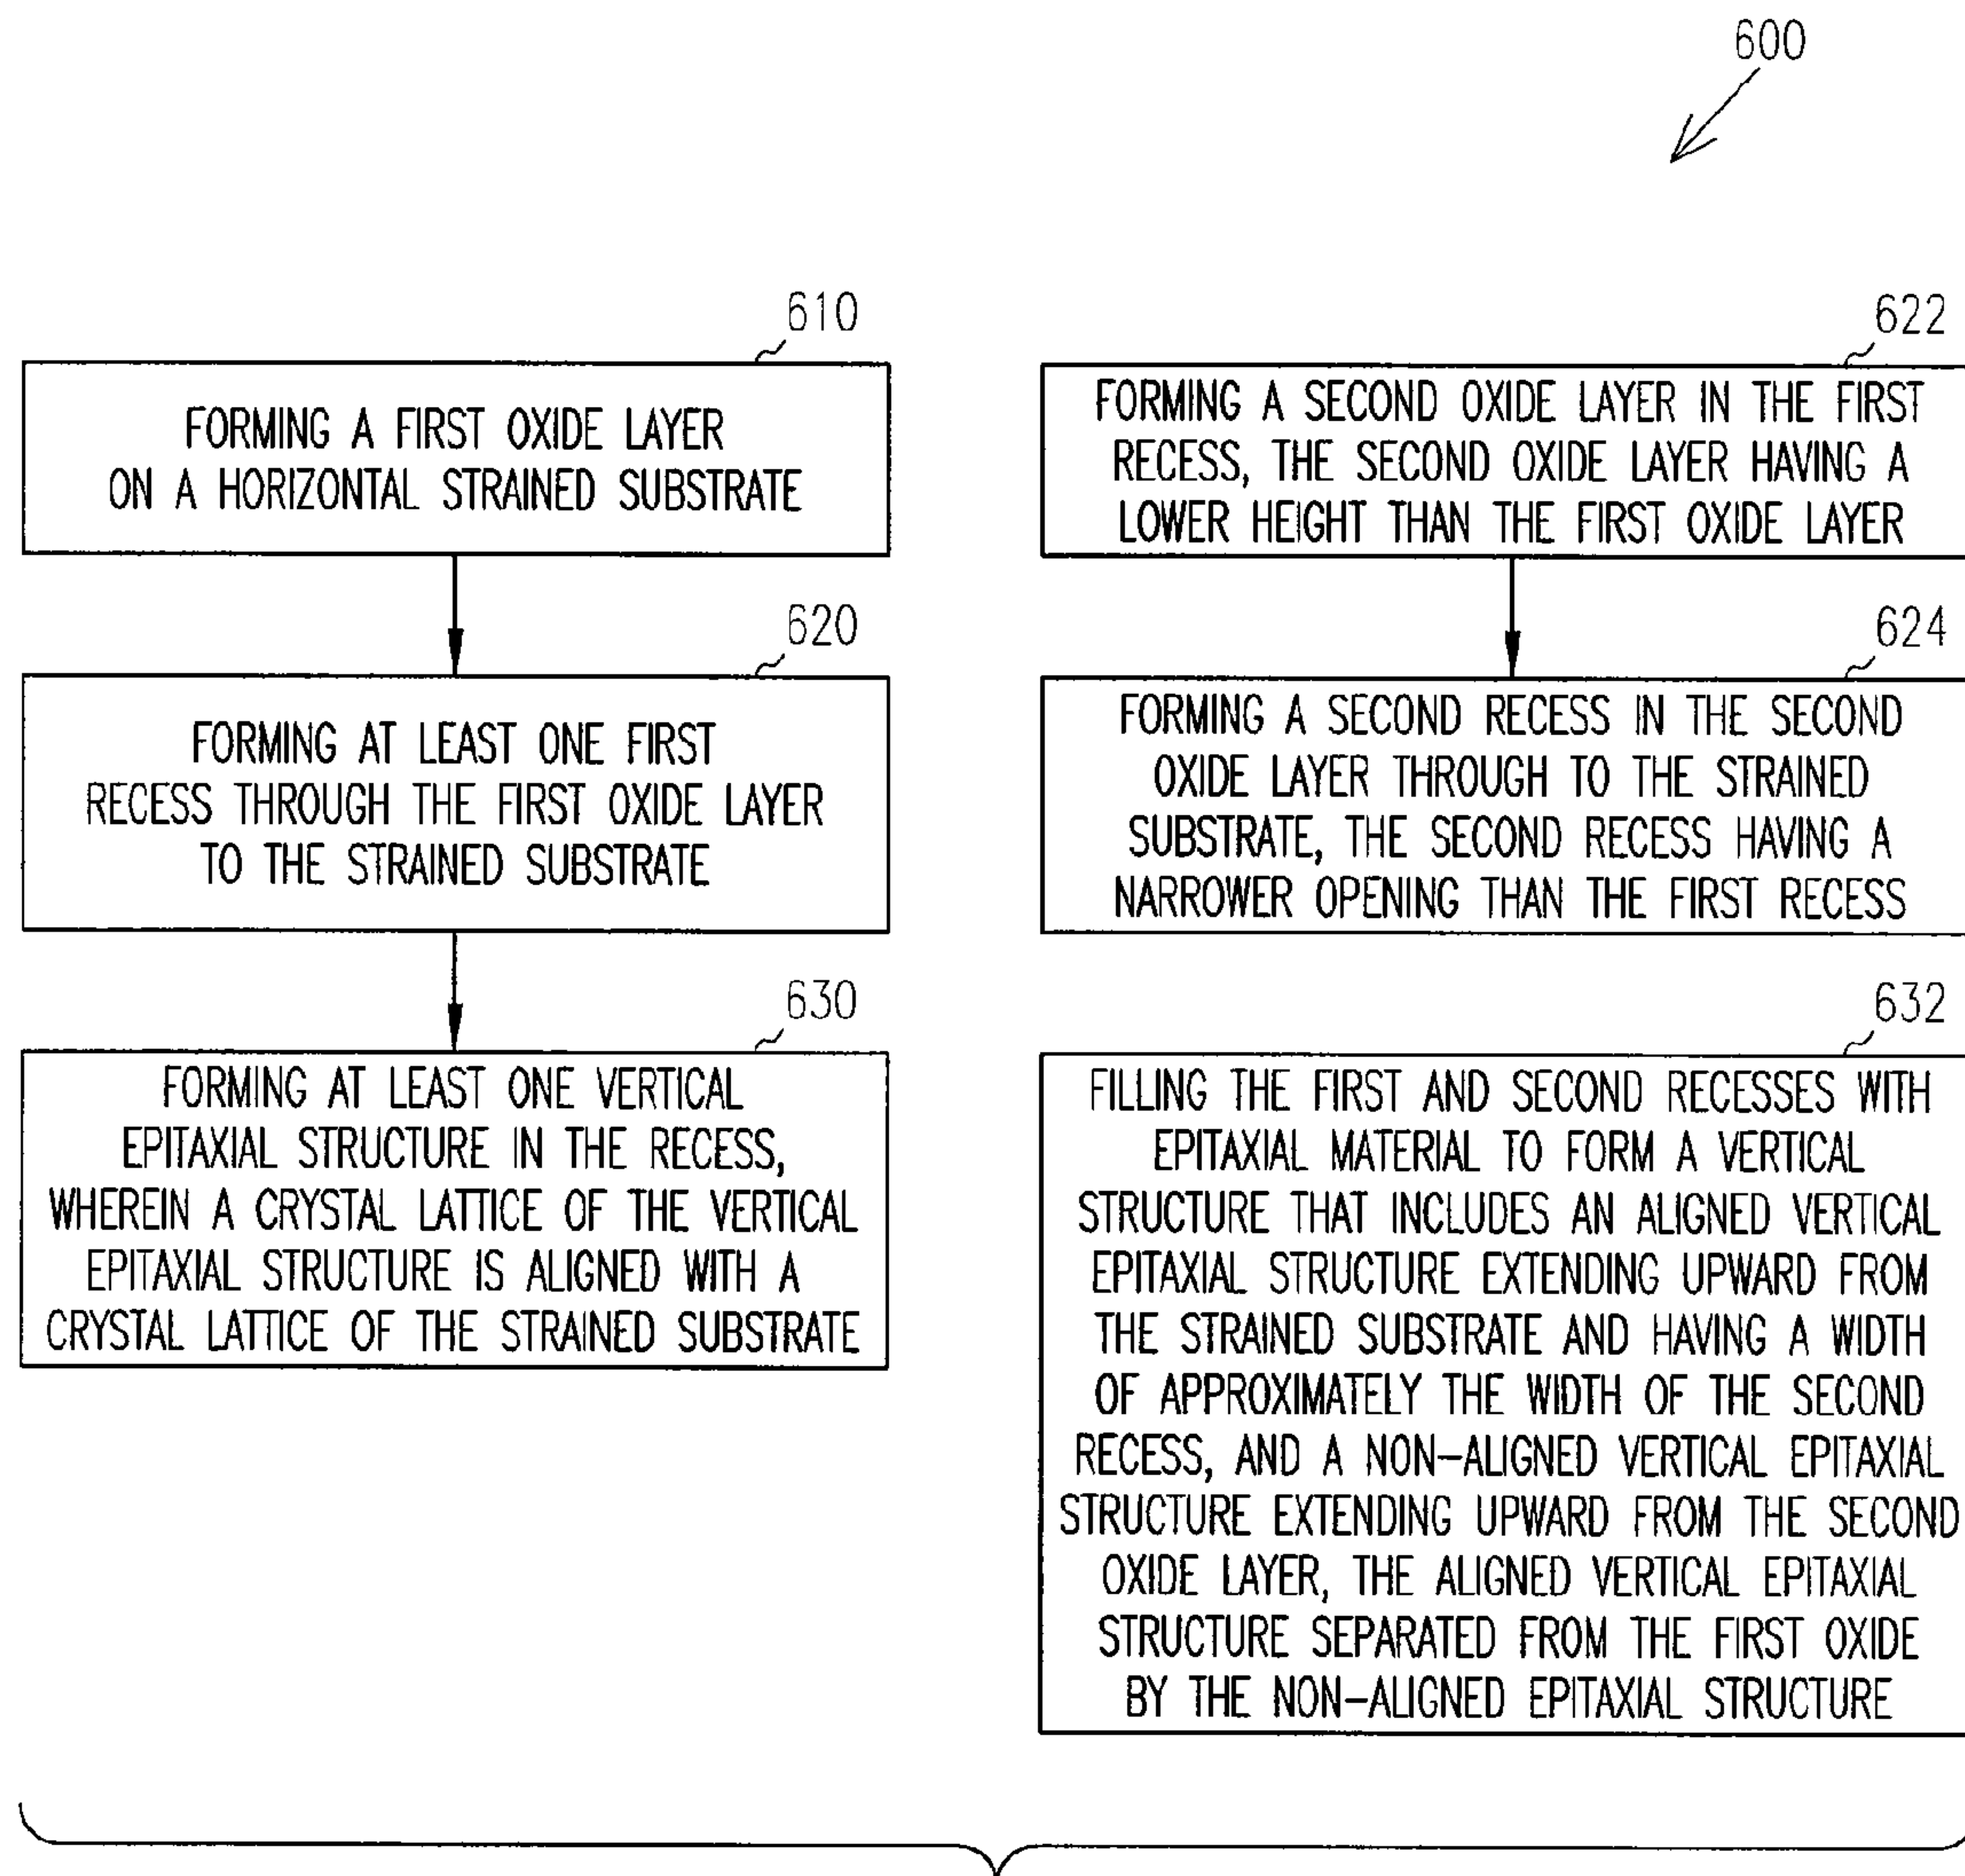 600
610
FORMING A FIRST OXIDE LAYER
ON A HORIZONTAL STRAINED SUBSTRATE
620
FORMING AT LEAST ONE FIRST
RECESS THROUGH THE FIRST OXIDE LAYER
TO THE STRAINED SUBSTRATE
630
FORMING AT LEAST ONE VERTICAL
EPITAXIAL STRUCTURE IN THE RECESS,
WHEREIN A CRYSTAL LATTICE OF THE VERTICAL
EPITAXIAL STRUCTURE IS ALIGNED WITH A
CRYSTAL LATTICE OF THE STRAINED SUBSTRATE
622
FORMING A SECOND OXIDE LAYER IN THE FIRST
RECESS, THE SECOND OXIDE LAYER HAVING A
LOWER HEIGHT THAN THE FIRST OXIDE LAYER
624
FORMING A SECOND RECESS IN THE SECOND
OXIDE LAYER THROUGH TO THE STRAINED
SUBSTRATE, THE SECOND RECESS HAVING A
NARROWER OPENING THAN THE FIRST RECESS
632
FILLING THE FIRST AND SECOND RECESSES WITH
EPITAXIAL MATERIAL TO FORM A VERTICAL
STRUCTURE THAT INCLUDES AN ALIGNED VERTICAL
EPITAXIAL STRUCTURE EXTENDING UPWARD FROM
THE STRAINED SUBSTRATE AND HAVING A WIDTH
OF APPROXIMATELY THE WIDTH OF THE SECOND
RECESS, AND A NON-ALIGNED VERTICAL EPITAXIAL
STRUCTURE EXTENDING UPWARD FROM THE SECOND
OXIDE LAYER, THE ALIGNED VERTICAL EPITAXIAL
STRUCTURE SEPARATED FROM THE FIRST OXIDE
BY THE NON-ALIGNED EPITAXIAL STRUCTURE